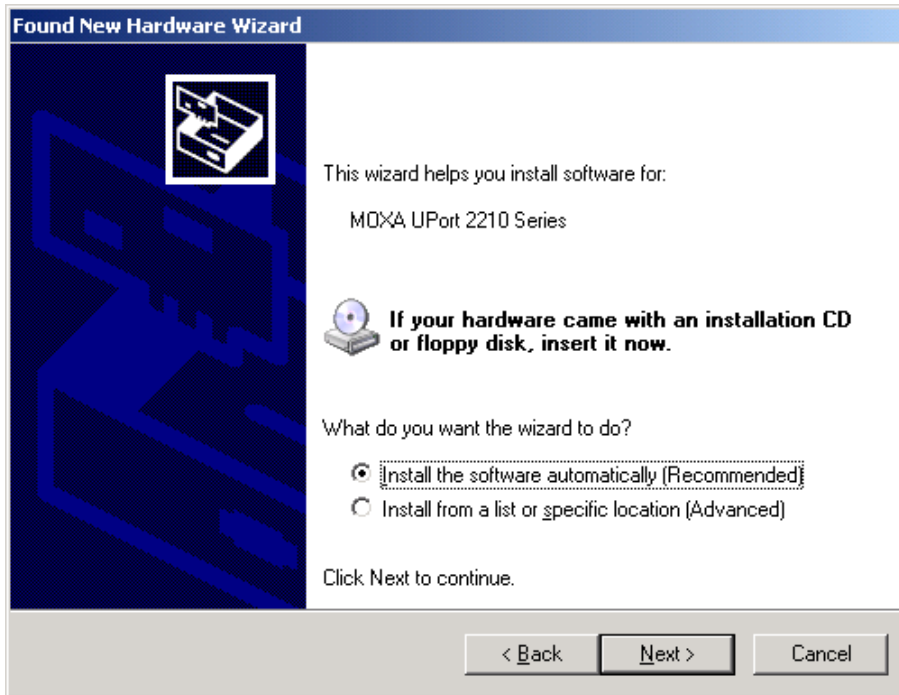 Found New Hardware Wizard
This wizard helps you install software for:
MOXA UPort 2210 Series
If your hardware came with an installation CD
or floppy disk, insert it now.
What do you want the wizard to do?
Install the software automatically (Recommended)
Install from a list or specific location (Advanced)
Click Next to continue.
< Back Next > Cancel